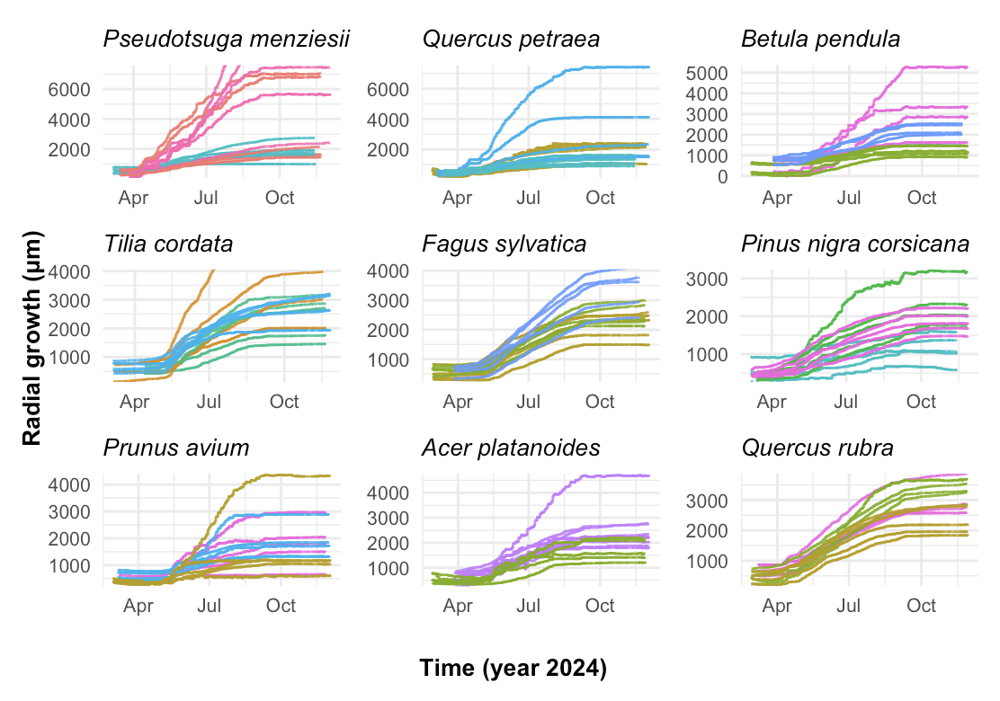 Pseudotsuga menziesii
6000
4000
2000
Apr Jul Oct
Quercus petraea
6000
4000
2000
Apr Jul Oct
Betula pendula
5000
4000
3000
2000
1000
0
Apr Jul Oct
Radial growth (μm)
Tilia cordata
4000
3000
2000
1000
Apr Jul Oct
Fagus sylvatica
4000
3000
2000
1000
Apr Jul Oct
Pinus nigra corsicana
3000
2000
1000
Apr Jul Oct
Prunus avium
4000
3000
2000
1000
Apr Jul Oct
Acer platanoides
4000
3000
2000
1000
Apr Jul Oct
Quercus rubra
3000
2000
1000
Apr Jul Oct
Time (year 2024)